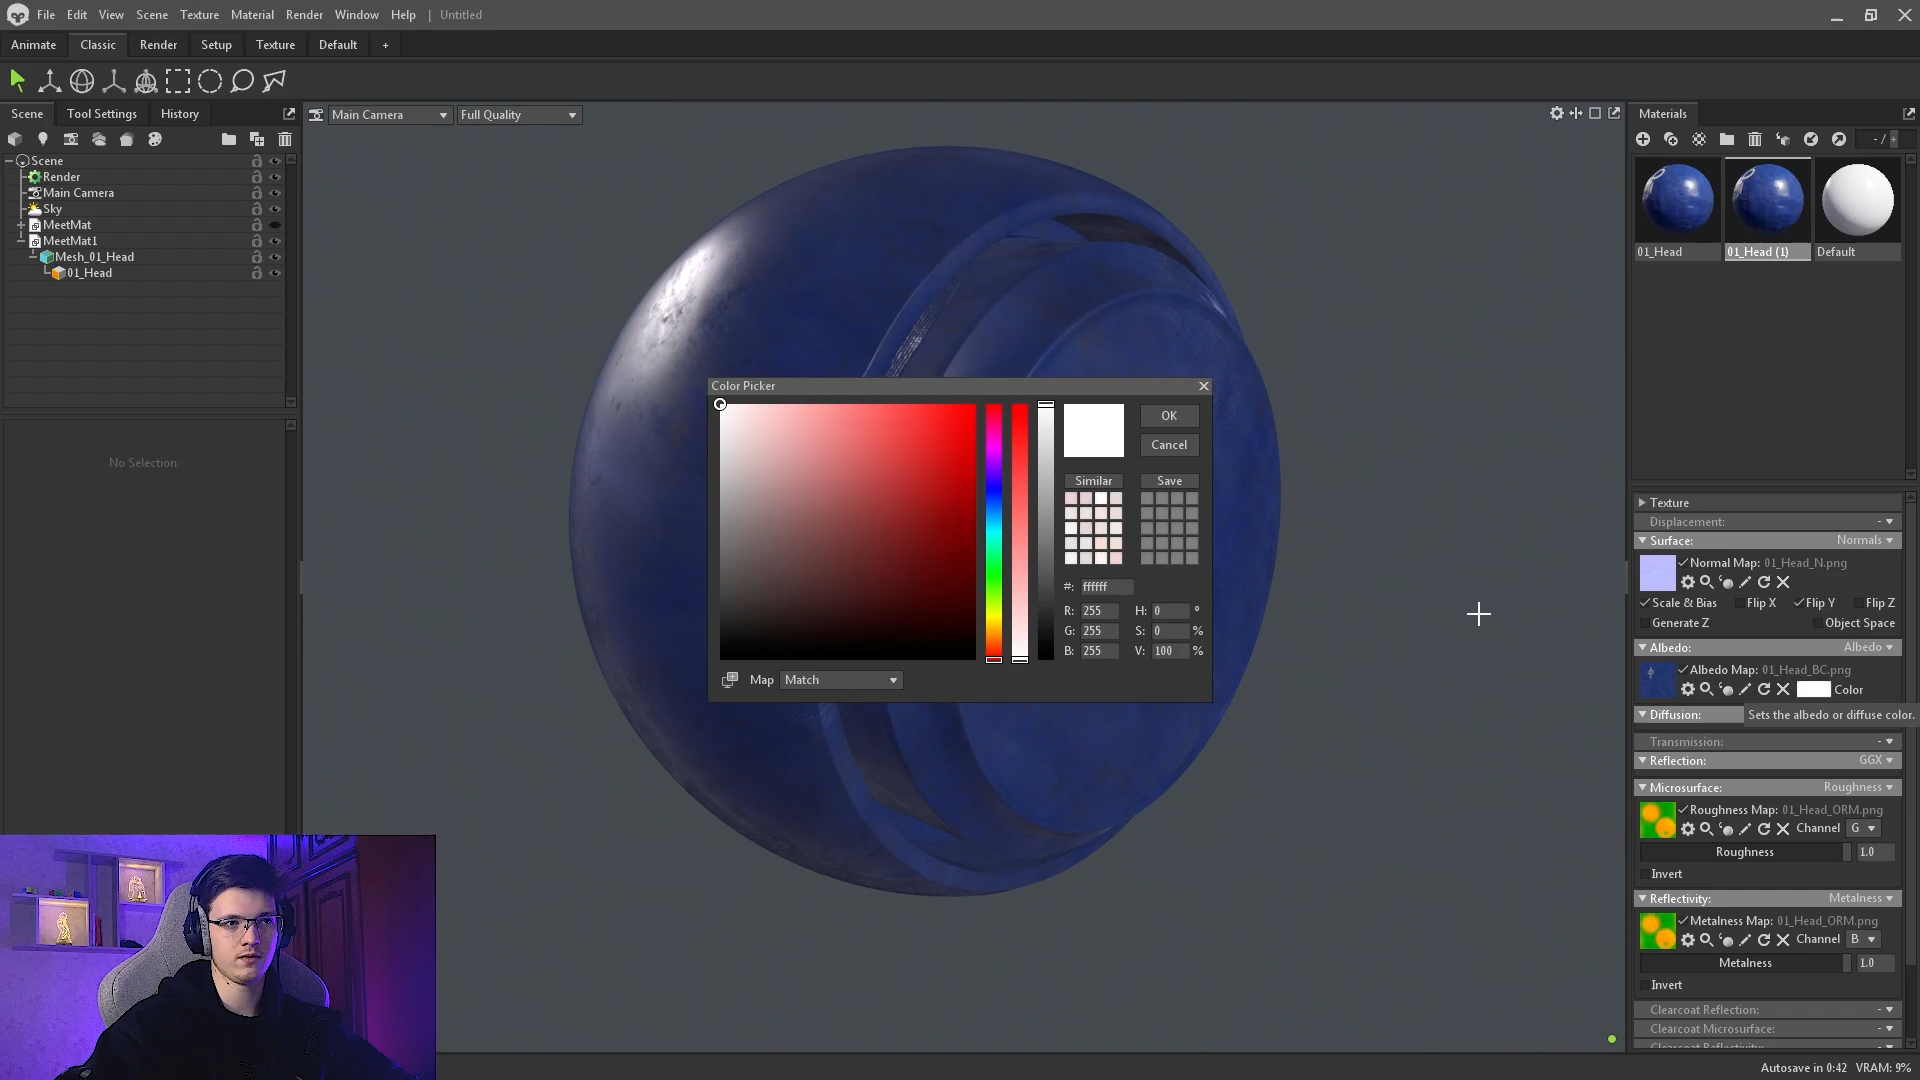 File Edit View Scene Texture Material Render Window Help | Untitled
Animate Classic Render Setup Texture Default +
Scene Tool Settings History
Main Camera Full Quality
Materials
- / +
Scene
Render
Main Camera
Sky
MeetMat
MeetMat1
Mesh_01_Head
01_Head
No Selection
01_Head 01_Head (1) Default
Color Picker
OK
Cancel
Similar Save
#: ffffff
R: 255 H: 0 °
G: 255 S: 0 %
B: 255 V: 100 %
Map Match
Texture
Displacement: -
Surface: Normals
Normal Map: 01_Head_N.png
Scale & Bias Flip X Flip Y Flip Z
Generate Z Object Space
Albedo: Albedo
Albedo Map: 01_Head_BC.png
Color
Diffusion:
Sets the albedo or diffuse color.
Transmission: -
Reflection: GGX
Microsurface: Roughness
Roughness Map: 01_Head_ORM.png
Channel G
Roughness 1.0
Invert
Reflectivity: Metalness
Metalness Map: 01_Head_ORM.png
Channel B
Metalness 1.0
Invert
Clearcoat Reflection: -
Clearcoat Microsurface: -
Clearcoat Reflectivity: -
Autosave in 0:42 VRAM: 9%